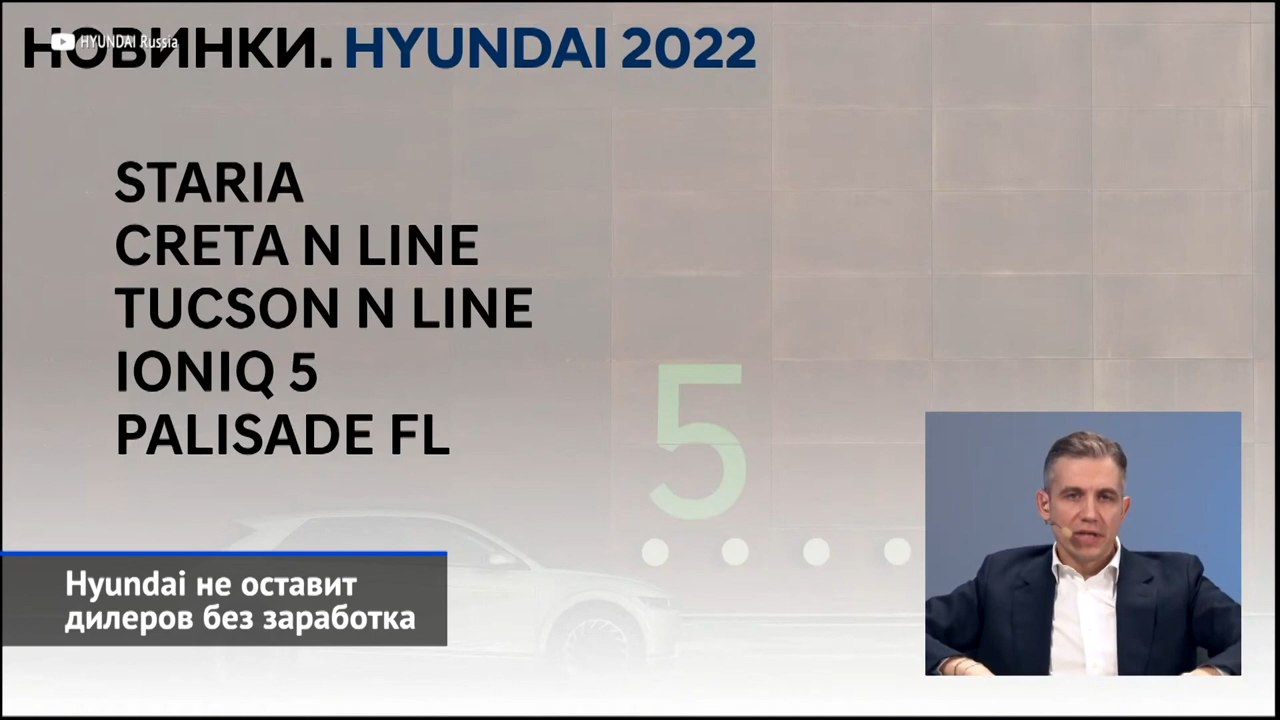 НОВИНКИ. HYUNDAI 2022
HYUNDAI Russia
STARIA
CRETA N LINE
TUCSON N LINE
IONIQ 5
PALISADE FL
5
Hyundai не оставит
дилеров без заработка